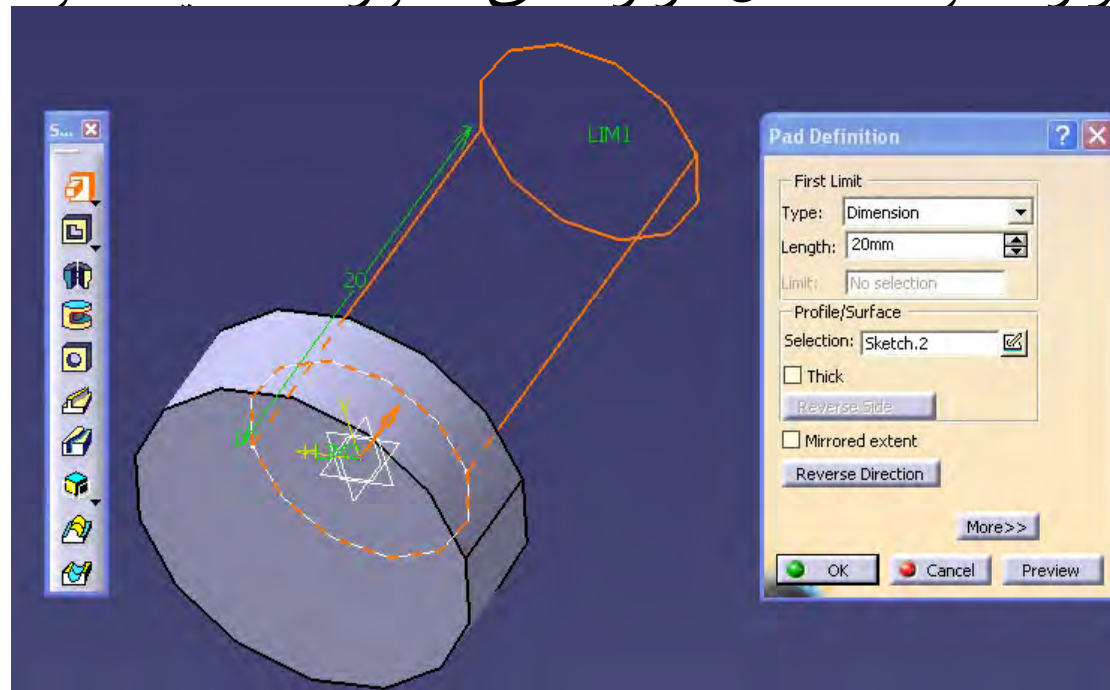 S...
LIM1
20
Pad Definition
First Limit
Type: Dimension
Length: 20mm
Limit: No selection
Profile/Surface
Selection: Sketch.2
Thick
Reverse Side
Mirrored extent
Reverse Direction
More>>
OK Cancel Preview